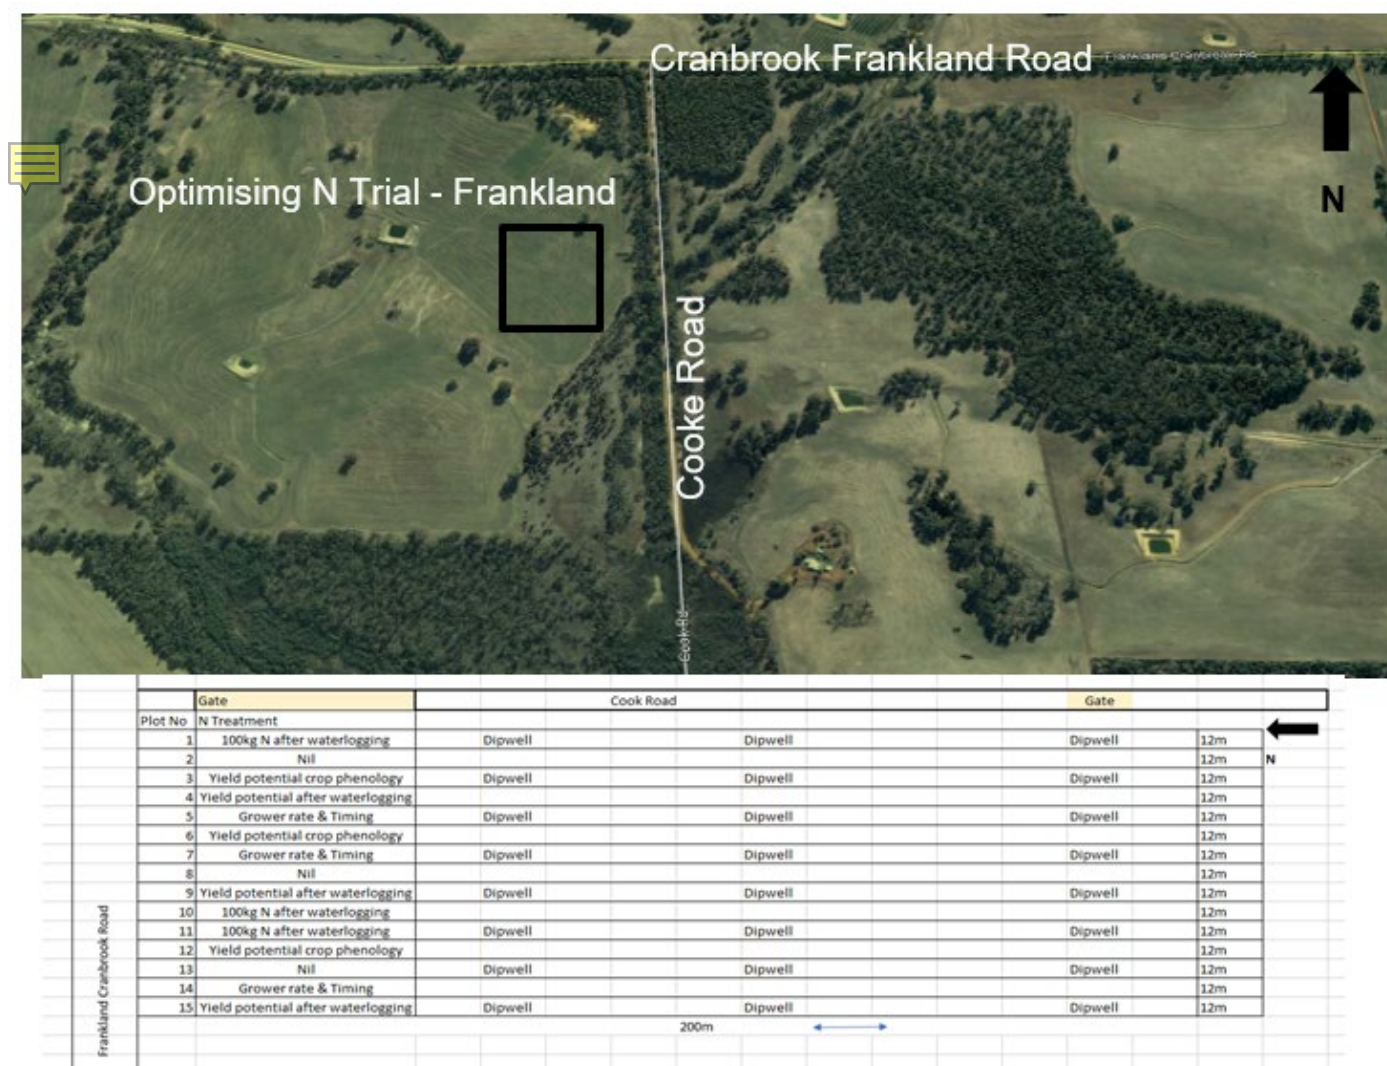 Cranbrook Frankland Road
Frankland Cranbrook Rd
N
Optimising N Trial - Frankland
Cooke Road
Cook Rd
Gate Cook Road Gate
Plot No N Treatment
1 100kg N after waterlogging Dipwell Dipwell Dipwell 12m
2 Nil 12m N
3 Yield potential crop phenology Dipwell Dipwell Dipwell 12m
4 Yield potential after waterlogging 12m
5 Grower rate & Timing Dipwell Dipwell Dipwell 12m
6 Yield potential crop phenology 12m
7 Grower rate & Timing Dipwell Dipwell Dipwell 12m
8 Nil 12m
9 Yield potential after waterlogging Dipwell Dipwell Dipwell 12m
10 100kg N after waterlogging 12m
11 100kg N after waterlogging Dipwell Dipwell Dipwell 12m
12 Yield potential crop phenology 12m
13 Nil Dipwell Dipwell Dipwell 12m
14 Grower rate & Timing 12m
15 Yield potential after waterlogging Dipwell Dipwell Dipwell 12m
200m
Frankland Cranbrook Road